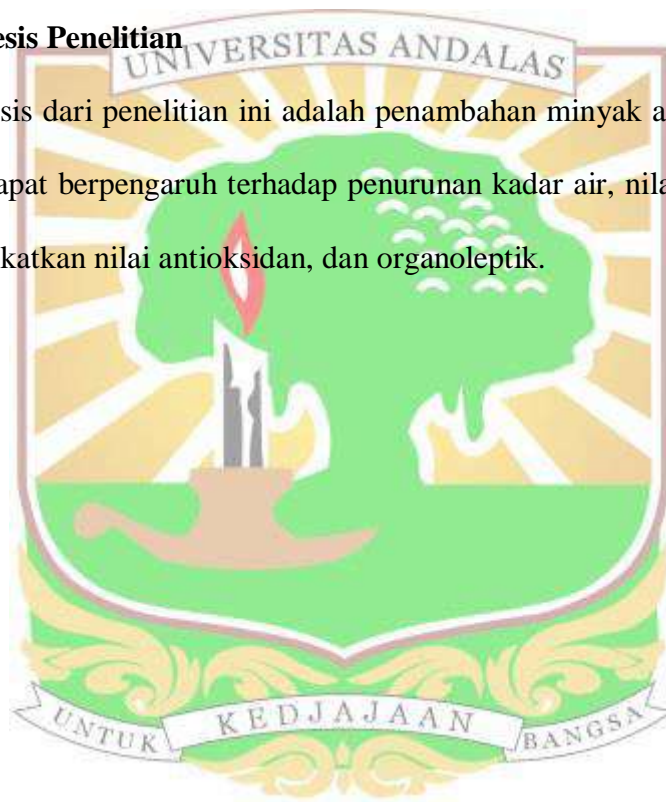 esis Penelitian
UNIVERSITAS ANDALAS
sis dari penelitian ini adalah penambahan minyak a
apat berpengaruh terhadap penurunan kadar air, nila
katkan nilai antioksidan, dan organoleptik.
UNTUK KEDJAJAAN BANGSA